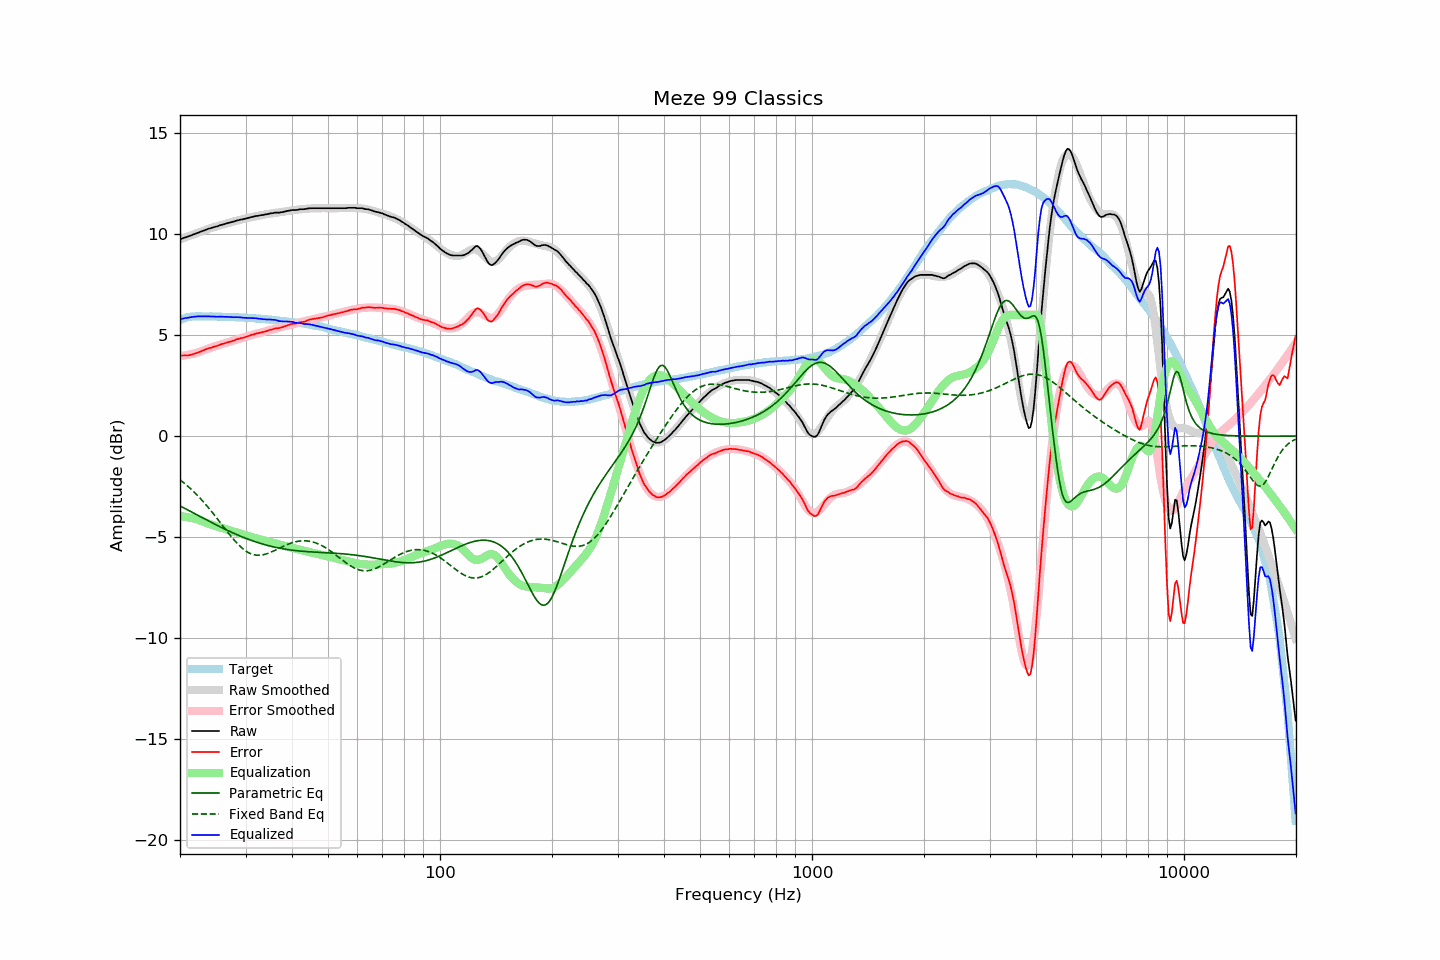 Meze 99 Classics
15
10
5
0
−5
−10
−15
−20
Amplitude (dBr)
Target
Raw Smoothed
Error Smoothed
Raw
Error
Equalization
Parametric Eq
Fixed Band Eq
Equalized
100
1000
10000
Frequency (Hz)